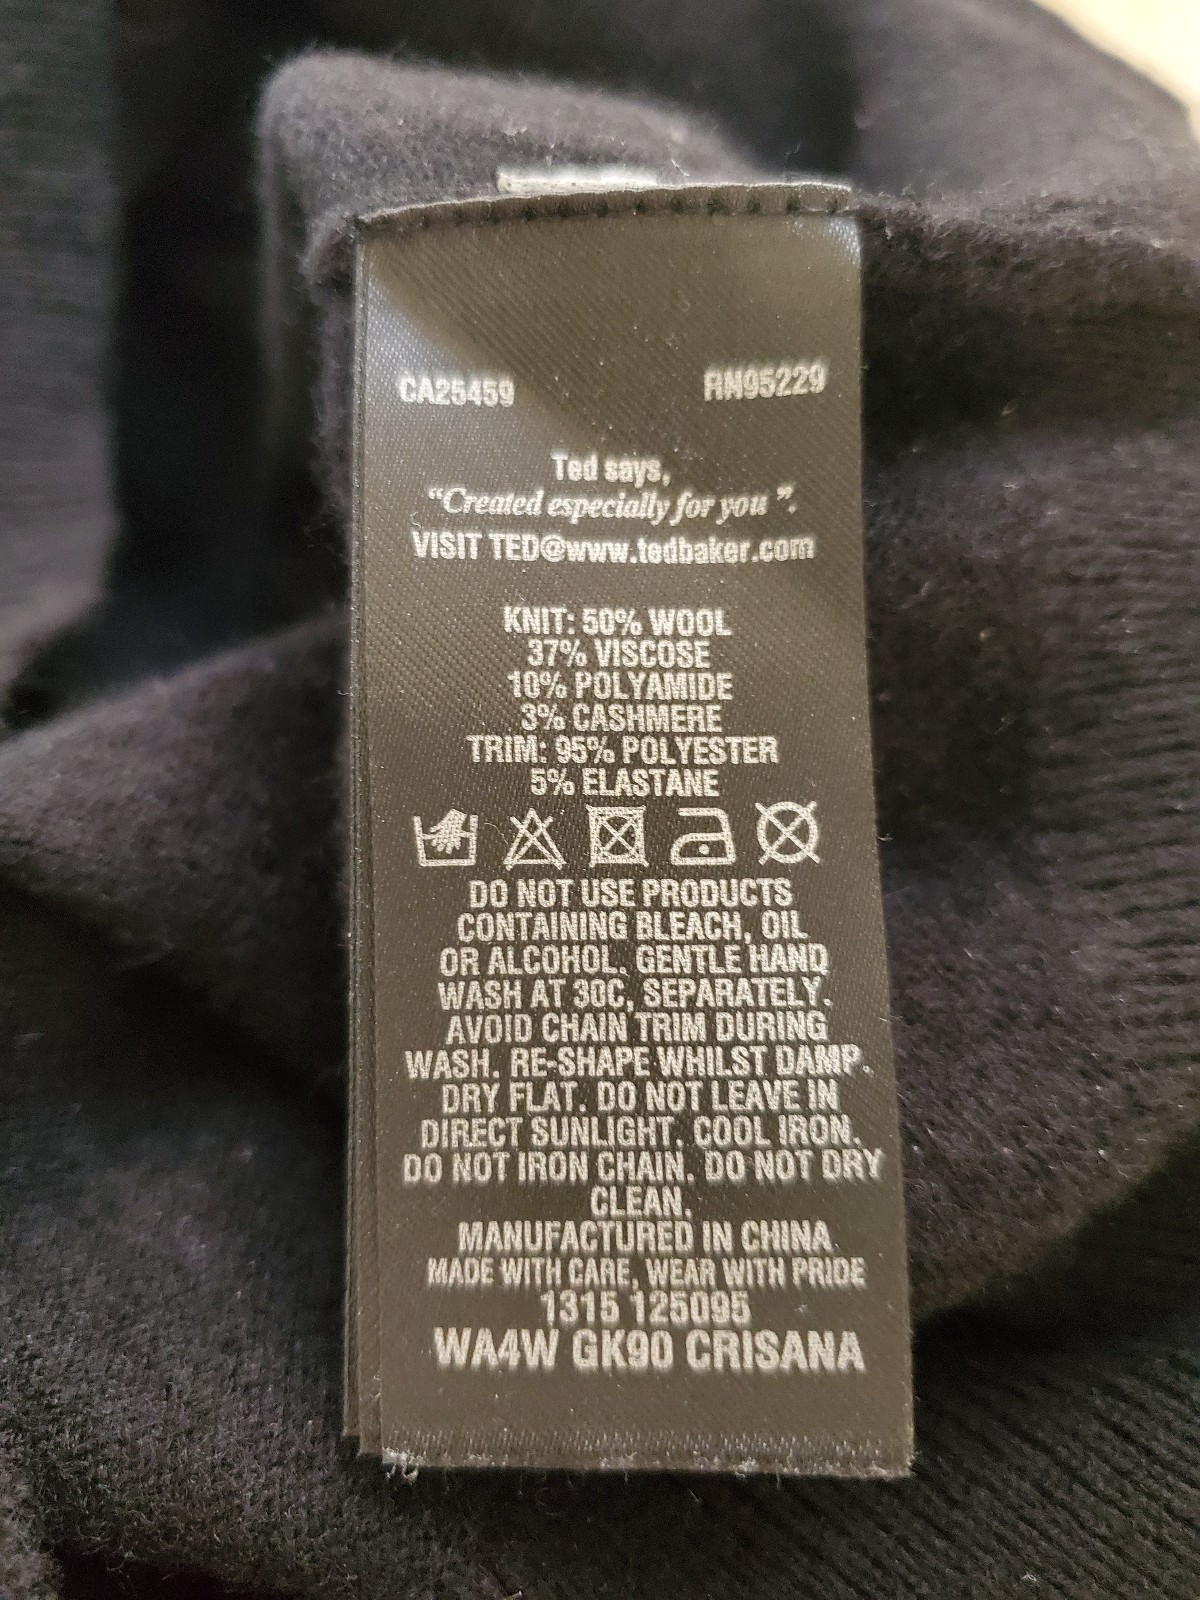 CA25459 RN95229
Ted says,
“Created especially for you ”.
VISIT TED@www.tedbaker.com
KNIT: 50% WOOL
37% VISCOSE
10% POLYAMIDE
3% CASHMERE
TRIM: 95% POLYESTER
5% ELASTANE
DO NOT USE PRODUCTS
CONTAINING BLEACH, OIL
OR ALCOHOL. GENTLE HAND
WASH AT 30C, SEPARATELY.
AVOID CHAIN TRIM DURING
WASH. RE-SHAPE WHILST DAMP.
DRY FLAT. DO NOT LEAVE IN
DIRECT SUNLIGHT. COOL IRON.
DO NOT IRON CHAIN. DO NOT DRY
CLEAN.
MANUFACTURED IN CHINA
MADE WITH CARE, WEAR WITH PRIDE
1315 125095
WA4W GK90 CRISANA